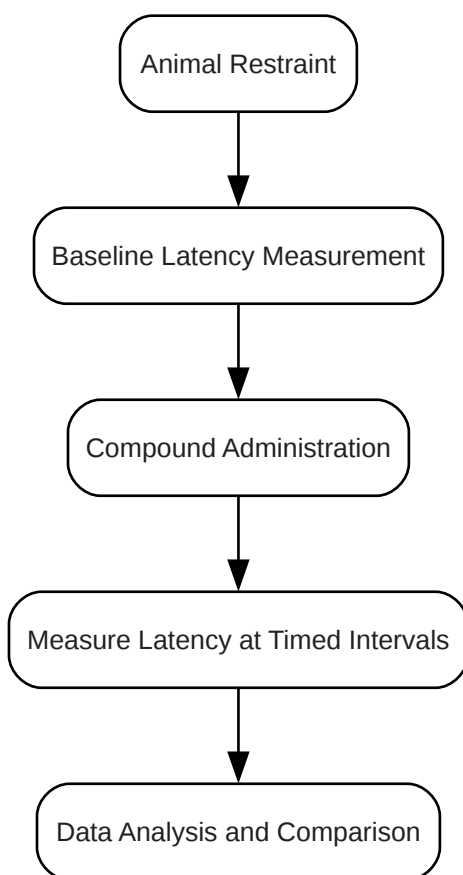 Animal Restraint
Baseline Latency Measurement
Compound Administration
Measure Latency at Timed Intervals
Data Analysis and Comparison